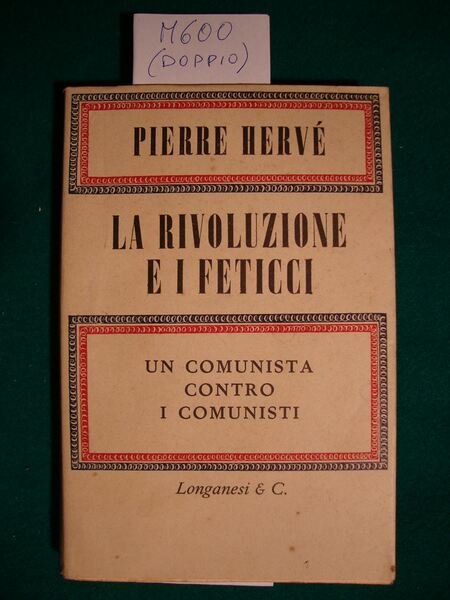 M600
(DOPPIO)
PIERRE HERVÉ
LA RIVOLUZIONE
E I FETICCI
UN COMUNISTA
CONTRO
I COMUNISTI
Longanesi & C.